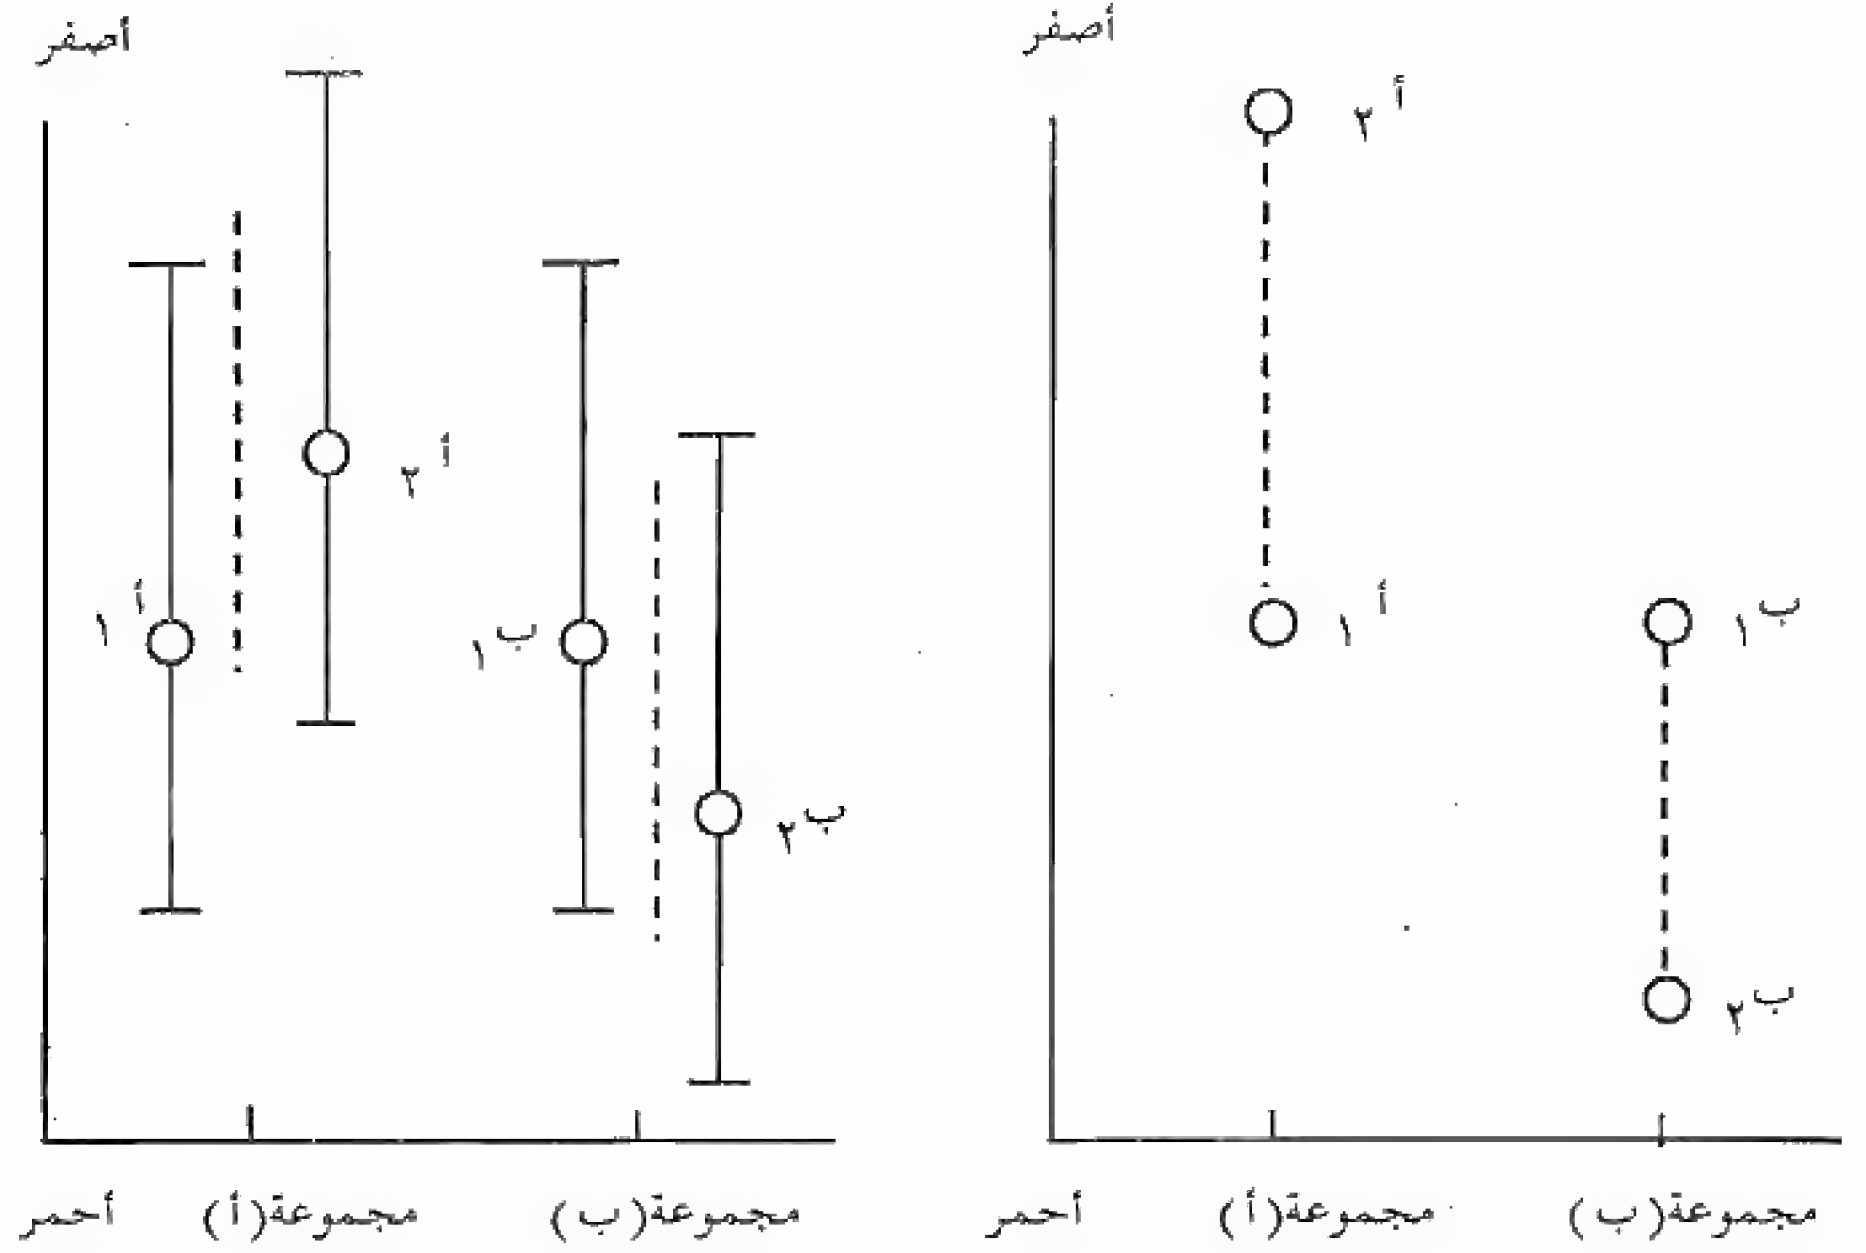 أصفر
أصفر
أ ٢
أ ٢
أ ١
أ ١
ب ١
ب ١
ب ٢
ب ٢
أحمر
مجموعة(أ)
مجموعة(ب)
أحمر
مجموعة(أ)
مجموعة(ب)